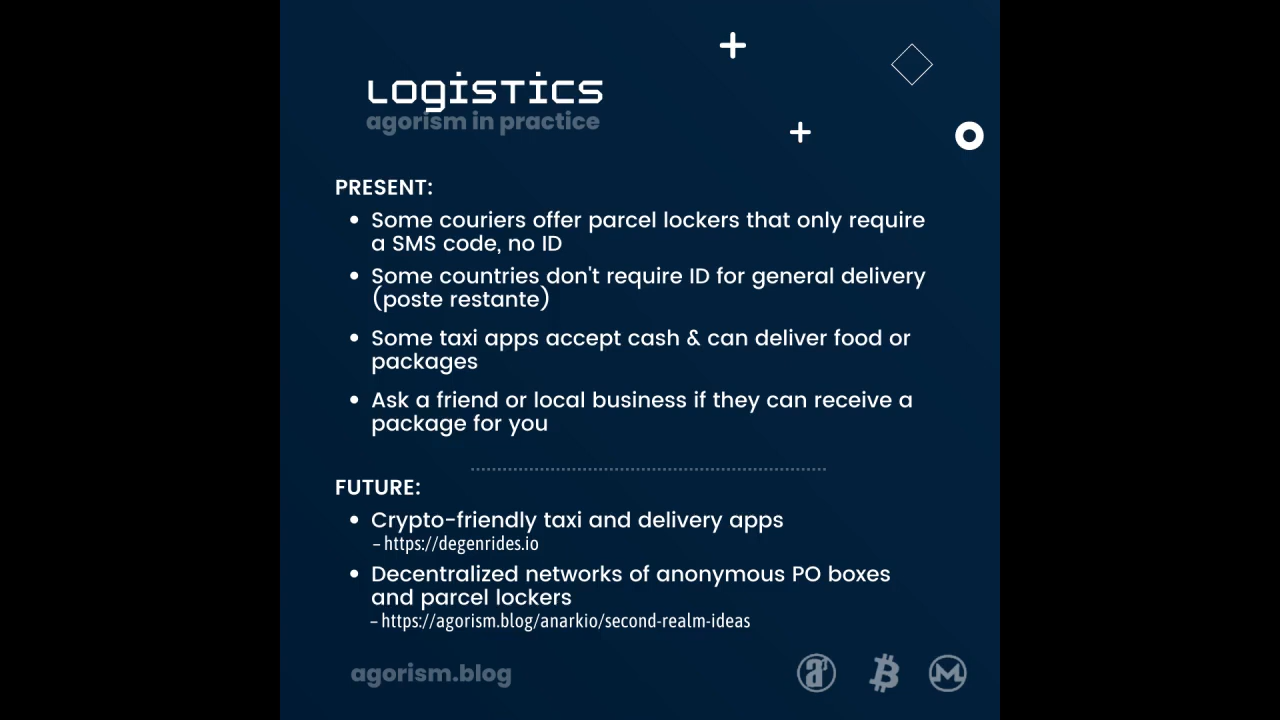 Logistics
agorism in practice
PRESENT:
• Some couriers offer parcel lockers that only require
a SMS code, no ID
• Some countries don't require ID for general delivery
(poste restante)
• Some taxi apps accept cash & can deliver food or
packages
• Ask a friend or local business if they can receive a
package for you
FUTURE:
• Crypto-friendly taxi and delivery apps
– https://degenrides.io
• Decentralized networks of anonymous PO boxes
and parcel lockers
– https://agorism.blog/anarkio/second-realm-ideas
agorism.blog